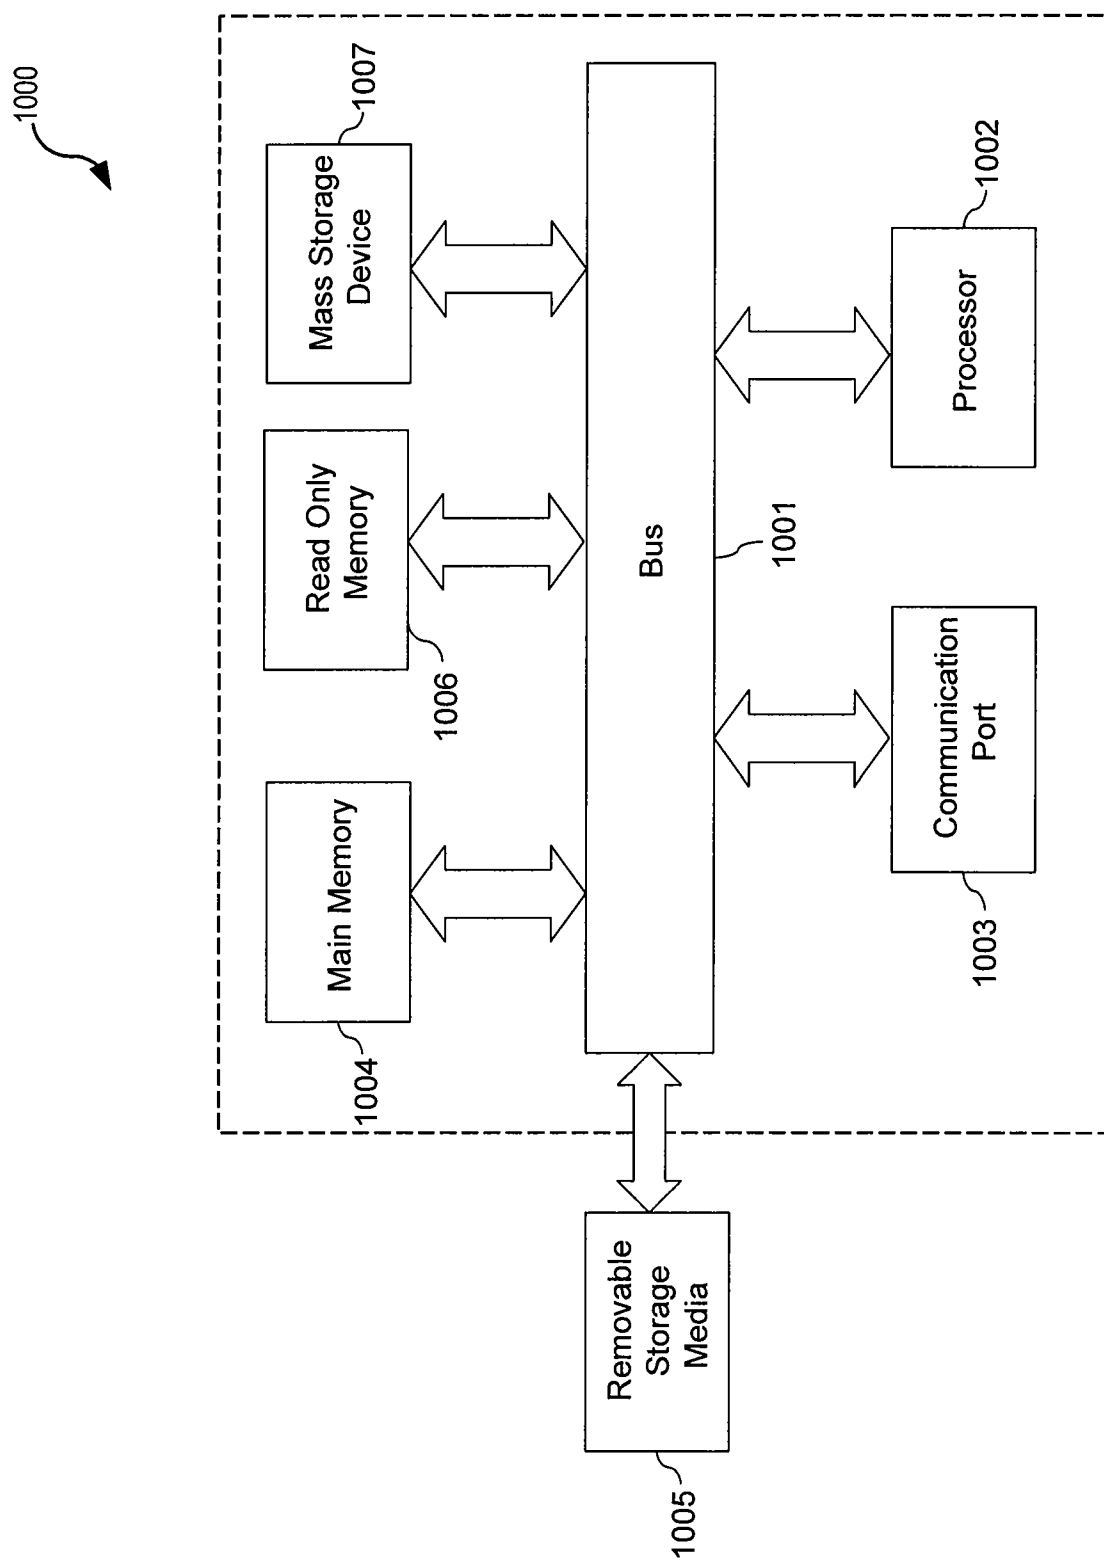 1000
Main Memory
1004
Read Only
Memory
1006
Mass Storage
Device
1007
Removable
Storage
Media
1005
Bus
1001
Communication
Port
1003
Processor
1002